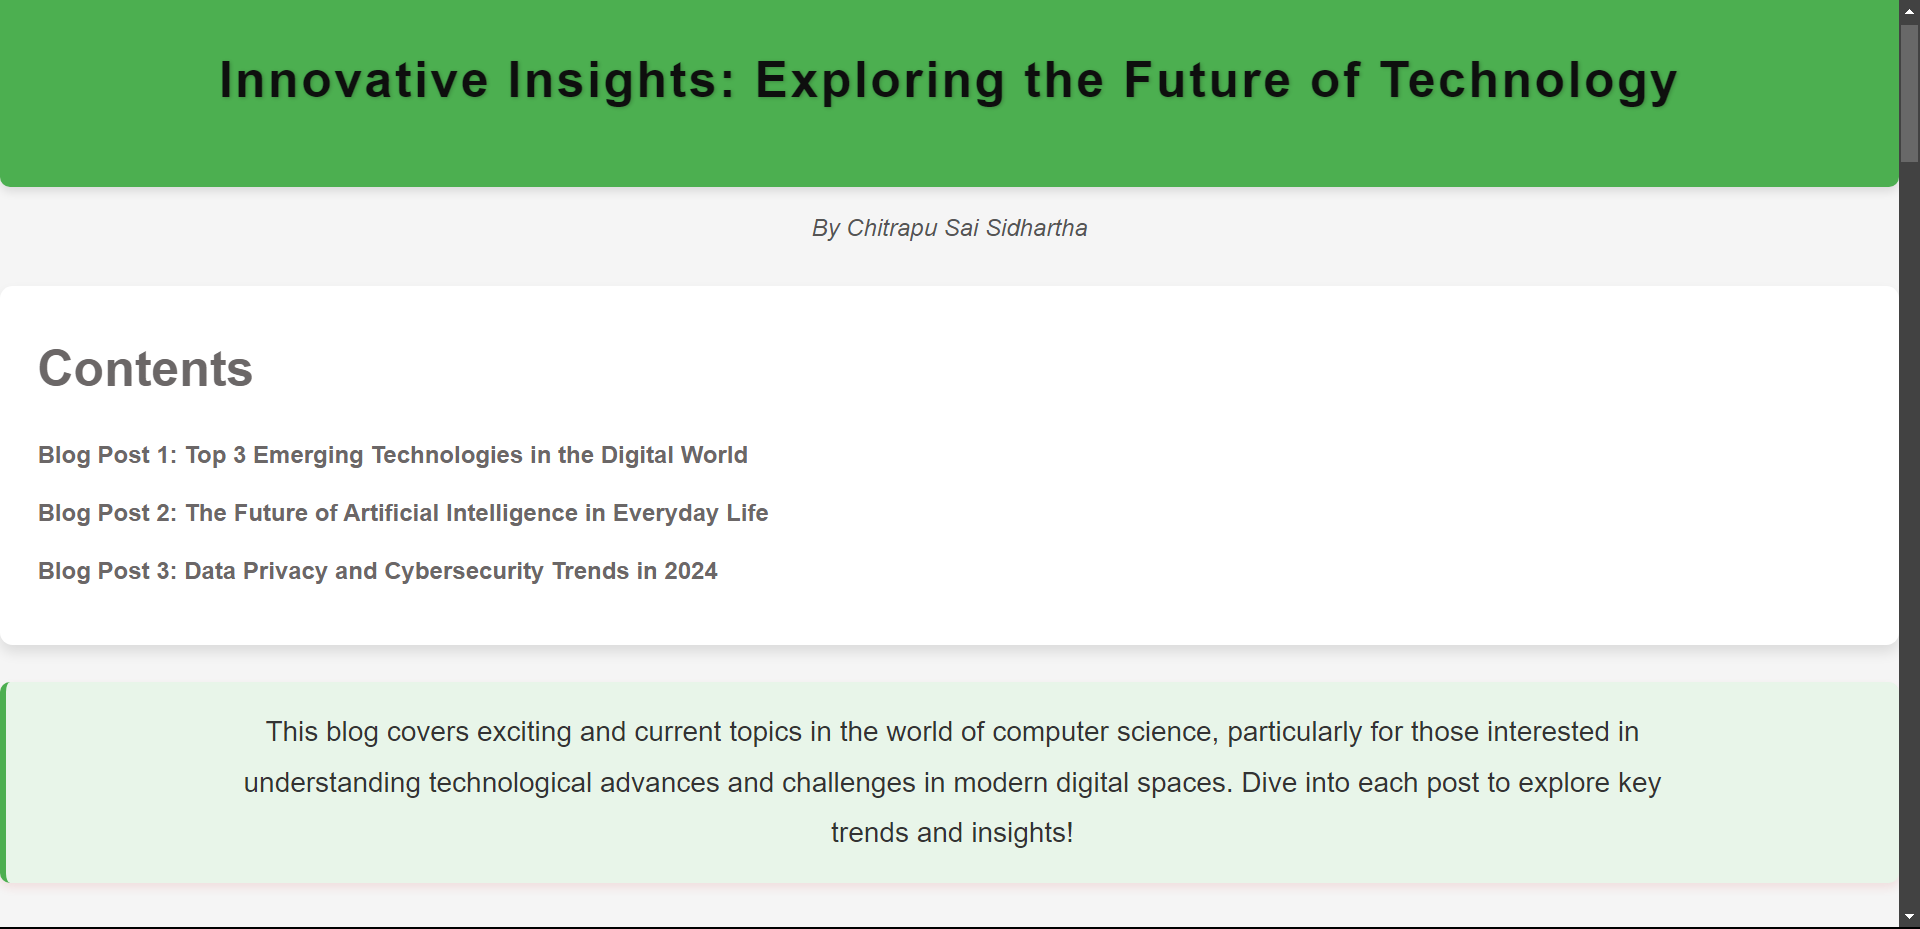 Innovative Insights: Exploring the Future of Technology
By Chitrapu Sai Sidhartha
Contents
Blog Post 1: Top 3 Emerging Technologies in the Digital World
Blog Post 2: The Future of Artificial Intelligence in Everyday Life
Blog Post 3: Data Privacy and Cybersecurity Trends in 2024
This blog covers exciting and current topics in the world of computer science, particularly for those interested in
understanding technological advances and challenges in modern digital spaces. Dive into each post to explore key
trends and insights!